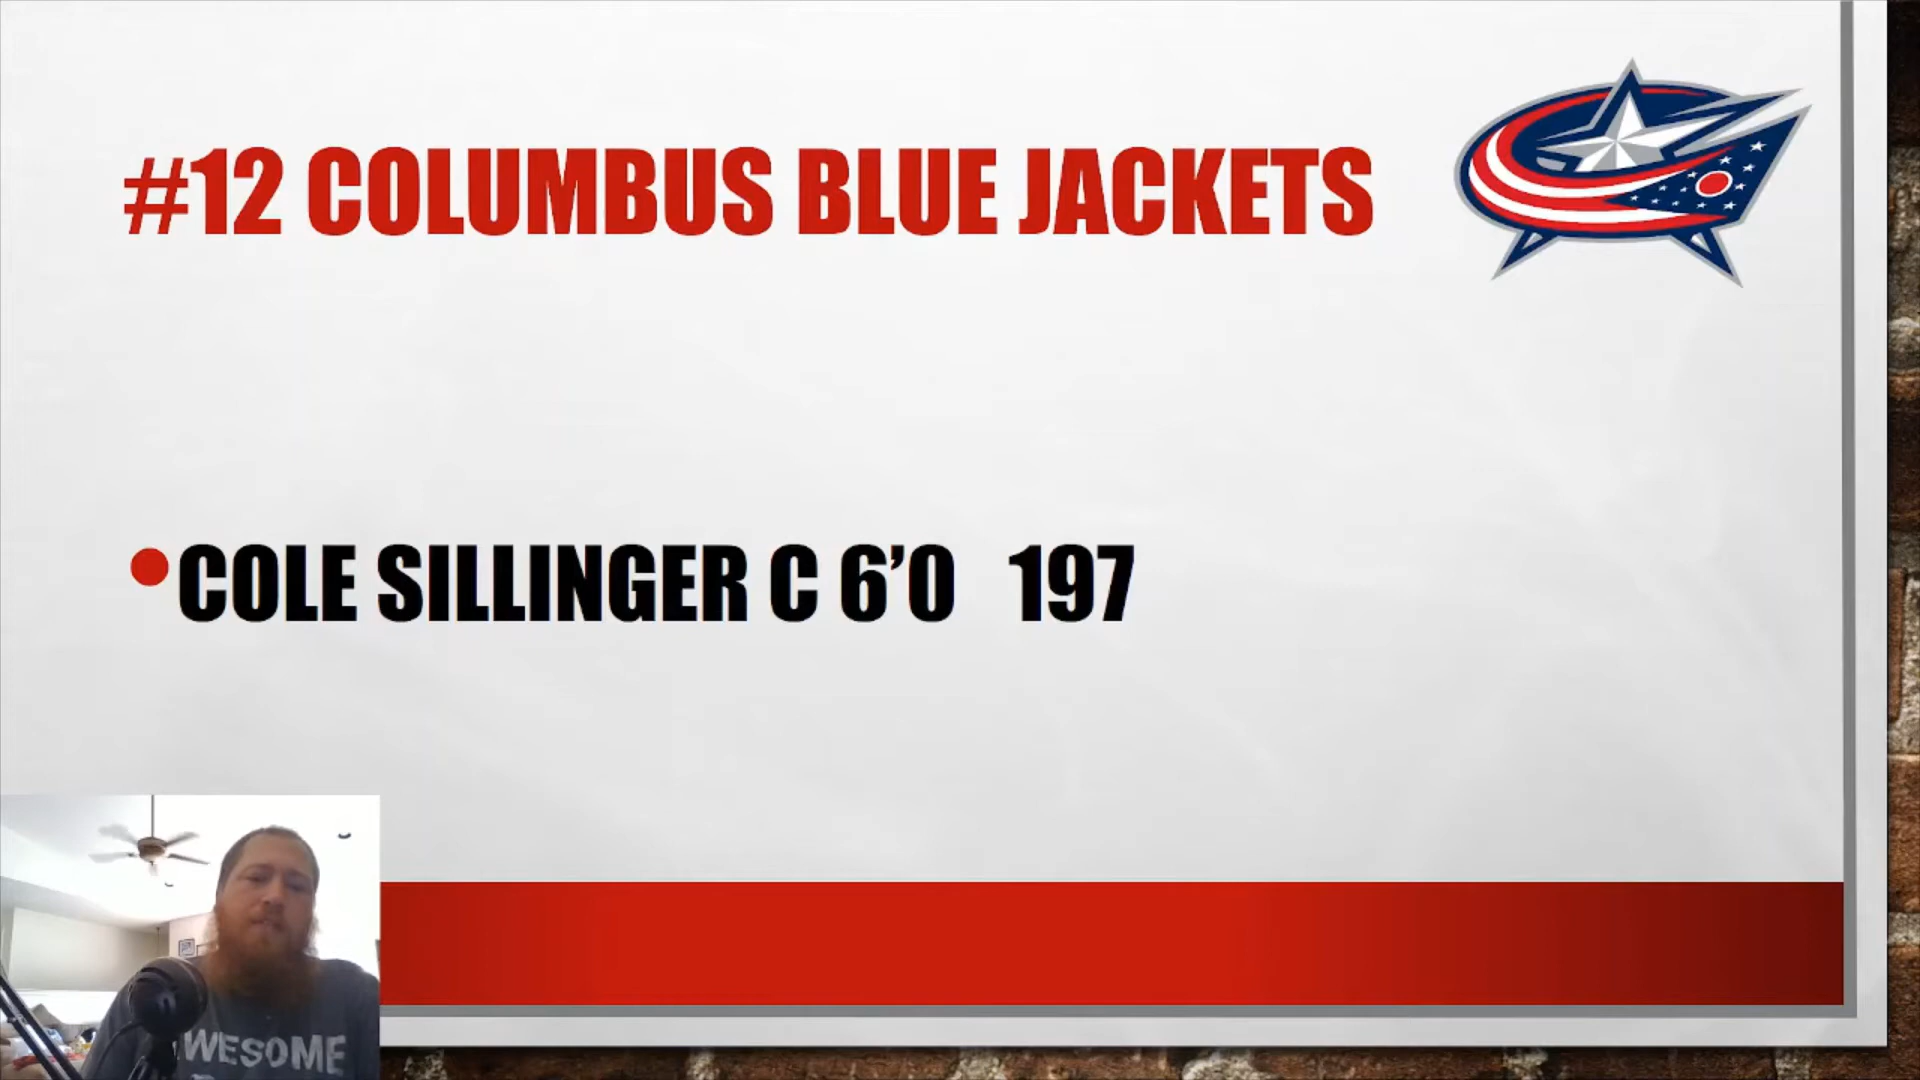 #12 COLUMBUS BLUE JACKETS
•COLE SILLINGER C 6’0 197
WESOME